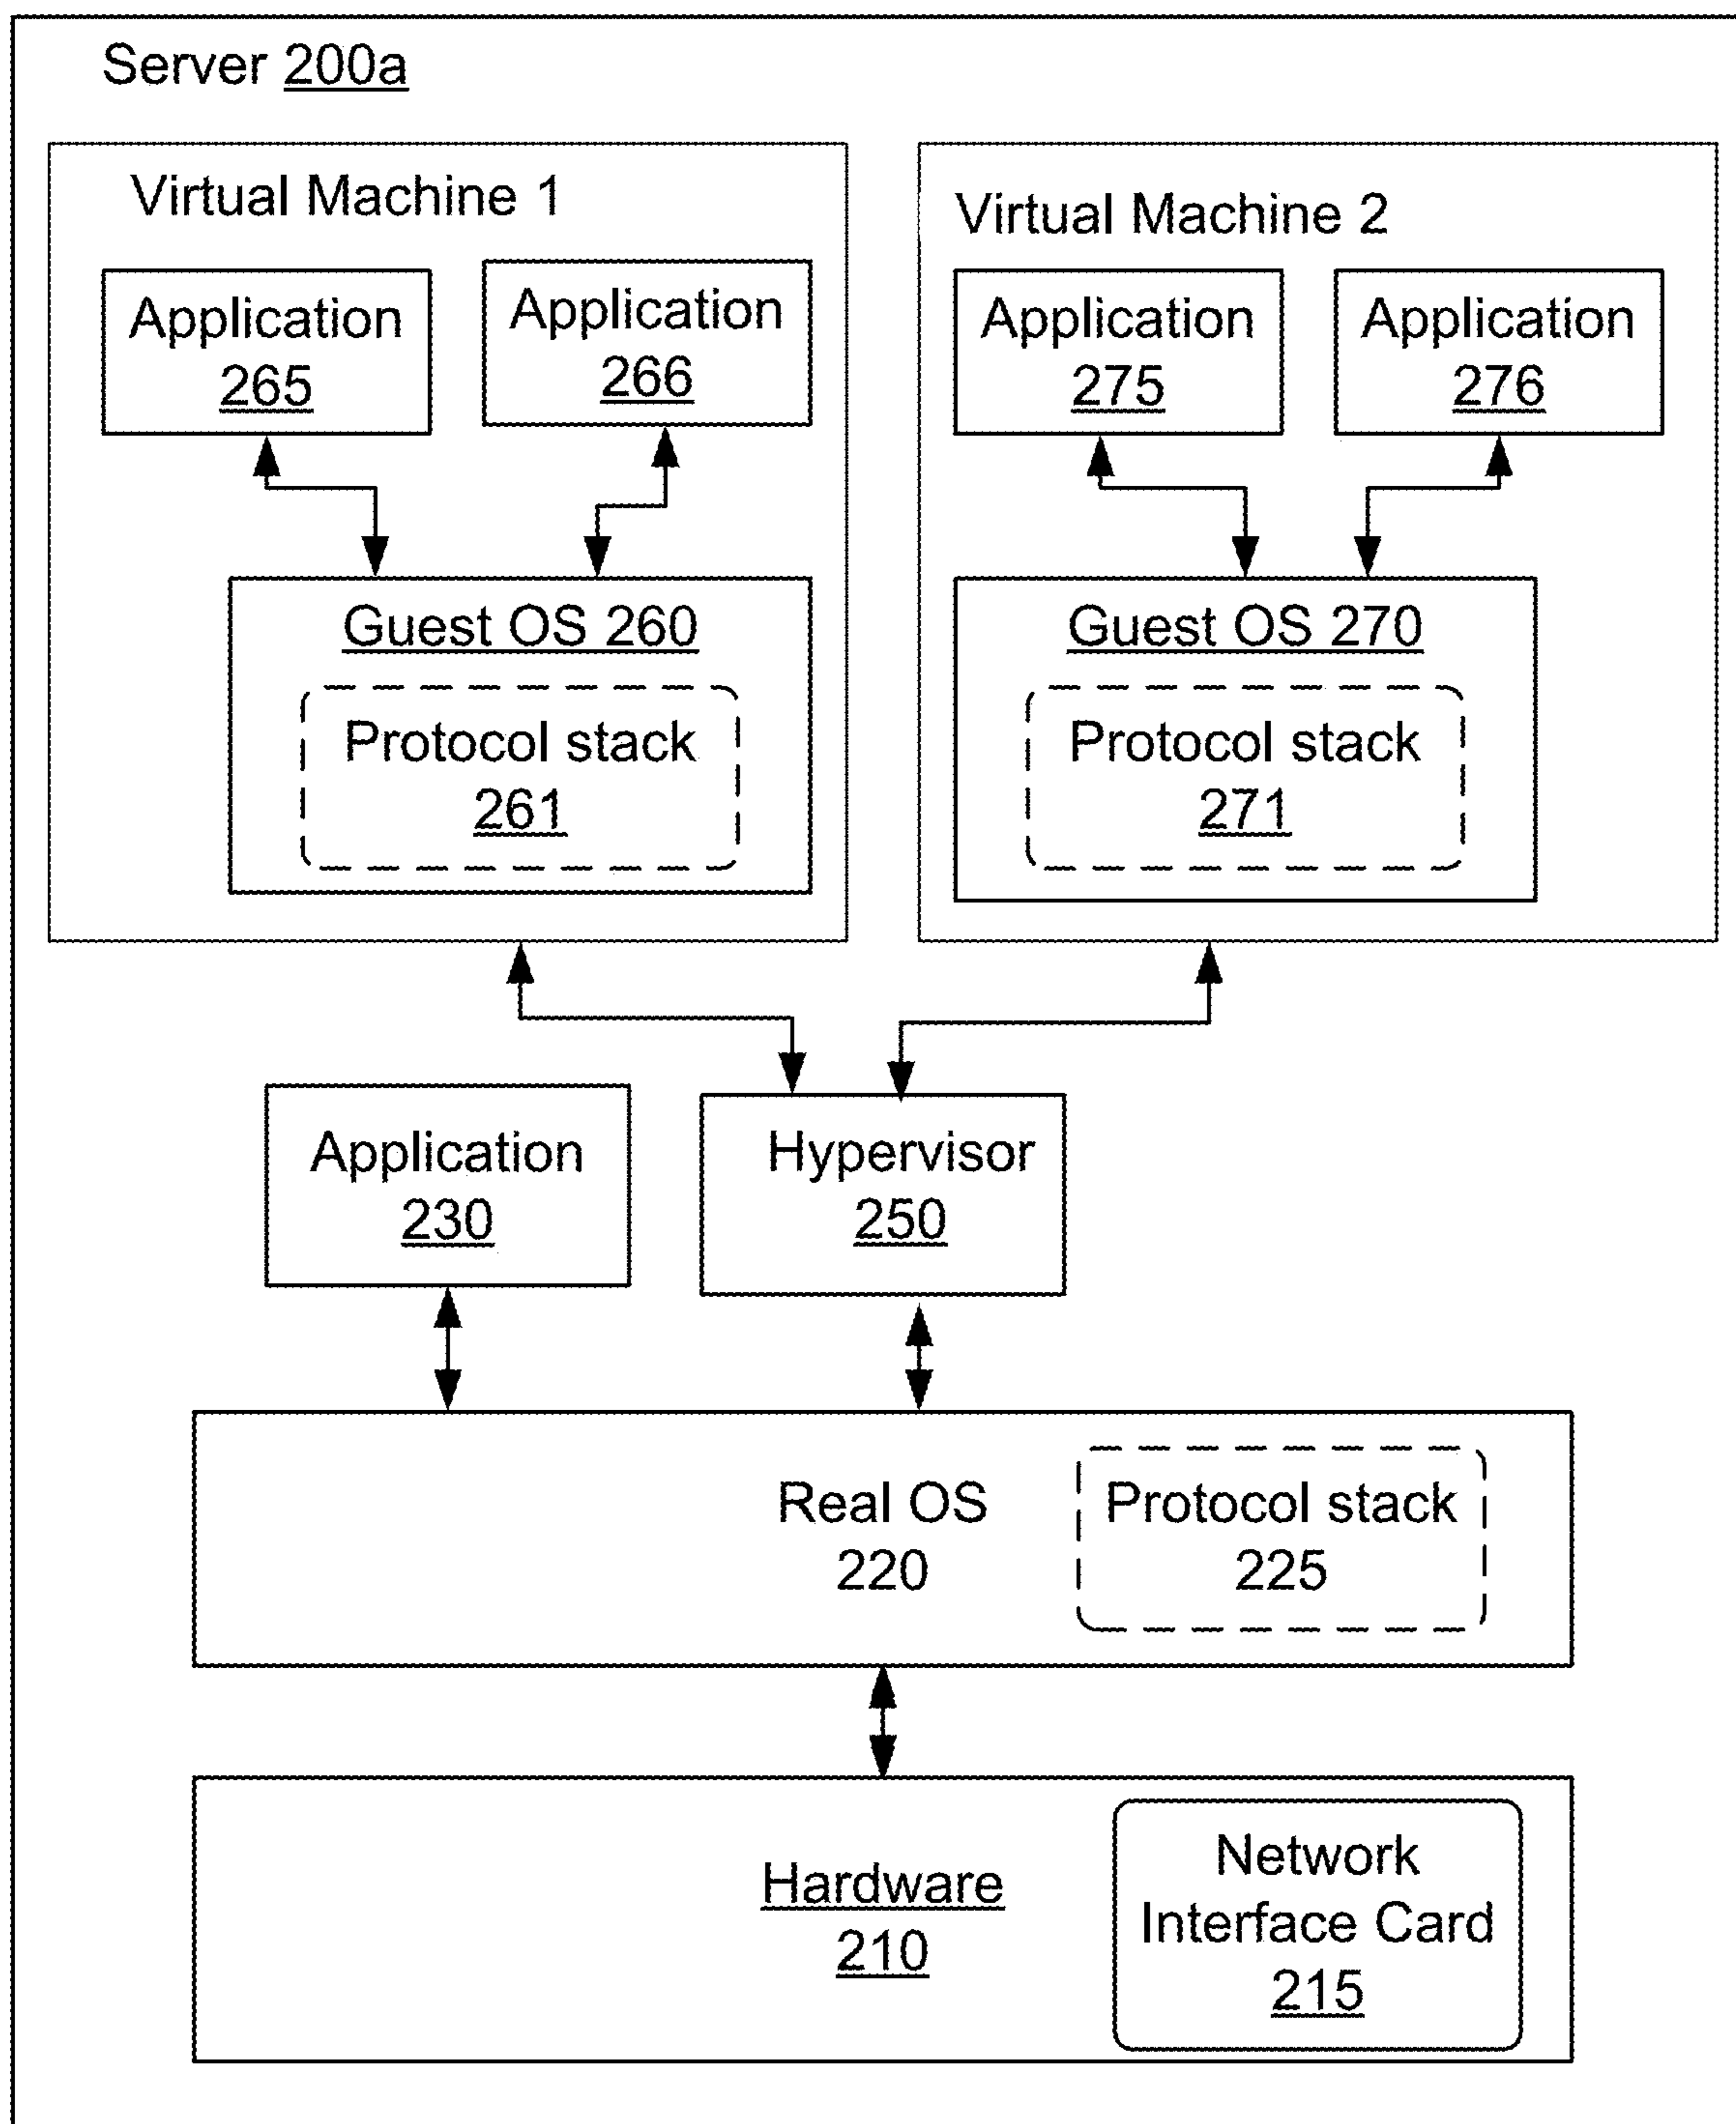 Server 200a
Virtual Machine 1
Application
265
Application
266
Guest OS 260
Protocol stack
261
Virtual Machine 2
Application
275
Application
276
Guest OS 270
Protocol stack
271
Application
230
Hypervisor
250
Real OS
220
Protocol stack
225
Hardware
210
Network
Interface Card
215